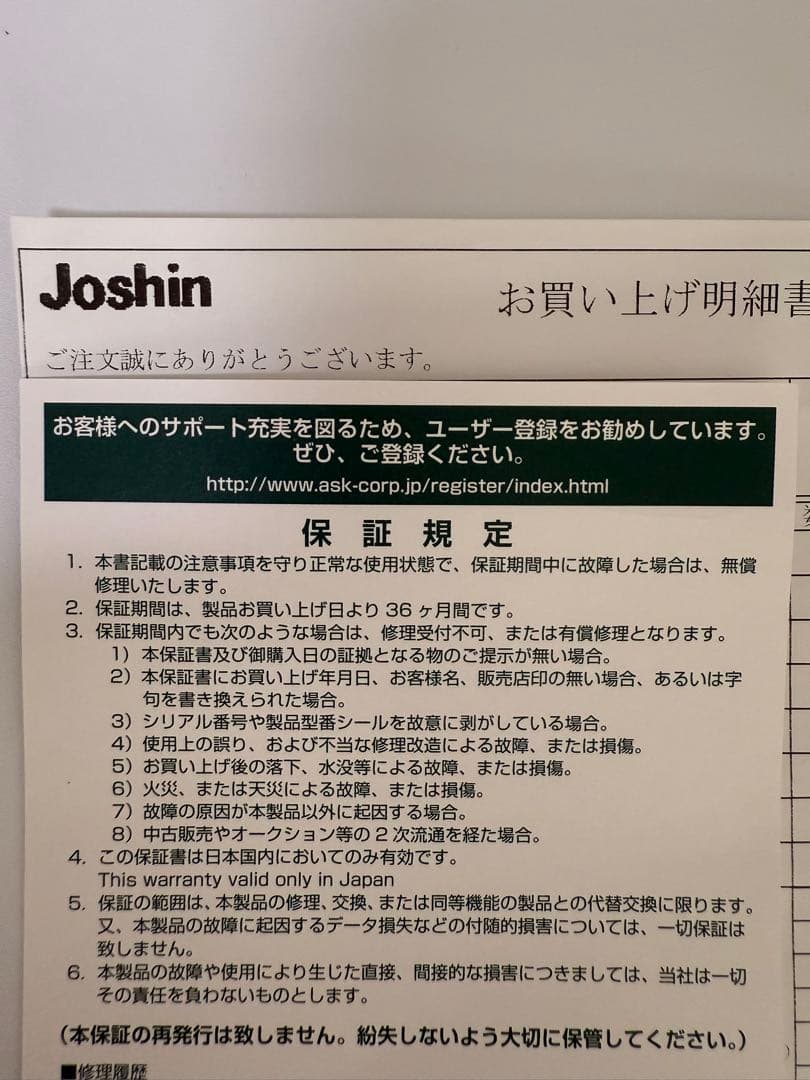 Joshin
お買い上げ明細書
ご注文誠にありがとうございます。
お客様へのサポート充実を図るため、ユーザー登録をお勧めしています。
ぜひ、ご登録ください。
http://www.ask-corp.jp/register/index.html
保証規定
1. 本書記載の注意事項を守り正常な使用状態で、保証期間中に故障した場合は、無償
修理いたします。
2. 保証期間は、製品お買い上げ日より 36 ヶ月間です。
3. 保証期間内でも次のような場合は、修理受付不可、または有償修理となります。
1）本保証書及び御購入日の証拠となる物のご提示が無い場合。
2）本保証書にお買い上げ年月日、お客様名、販売店印の無い場合、あるいは字
句を書き換えられた場合。
3）シリアル番号や製品型番シールを故意に剥がしている場合。
4）使用上の誤り、および不当な修理改造による故障、または損傷。
5）お買い上げ後の落下、水没等による故障、または損傷。
6）火災、または天災による故障、または損傷。
7）故障の原因が本製品以外に起因する場合。
8）中古販売やオークション等の 2 次流通を経た場合。
4. この保証書は日本国内においてのみ有効です。
This warranty valid only in Japan
5. 保証の範囲は、本製品の修理、交換、または同等機能の製品との代替交換に限ります。
又、本製品の故障に起因するデータ損失などの付随的損害については、一切保証は
致しません。
6. 本製品の故障や使用により生じた直接、間接的な損害につきましては、当社は一切
その責任を負わないものとします。
（本保証の再発行は致しません。紛失しないよう大切に保管してください。）
■修理履歴